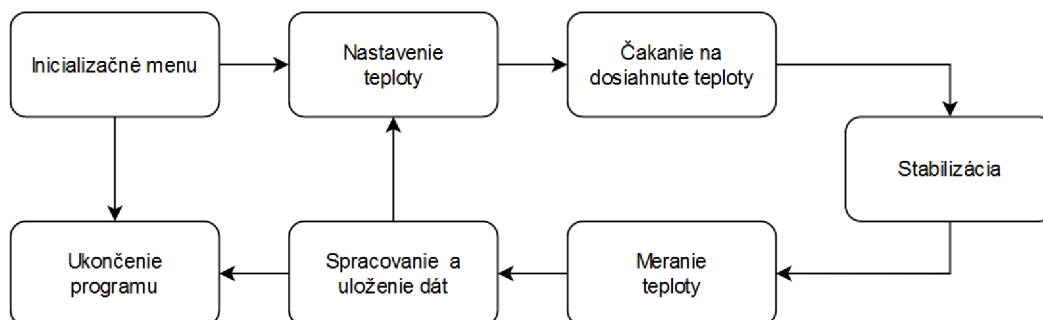 Inicializačné menu
Nastavenie
teploty
Čakanie na
dosiahnute teploty
Stabilizácia
Meranie
teploty
Spracovanie a
uloženie dát
Ukončenie
programu